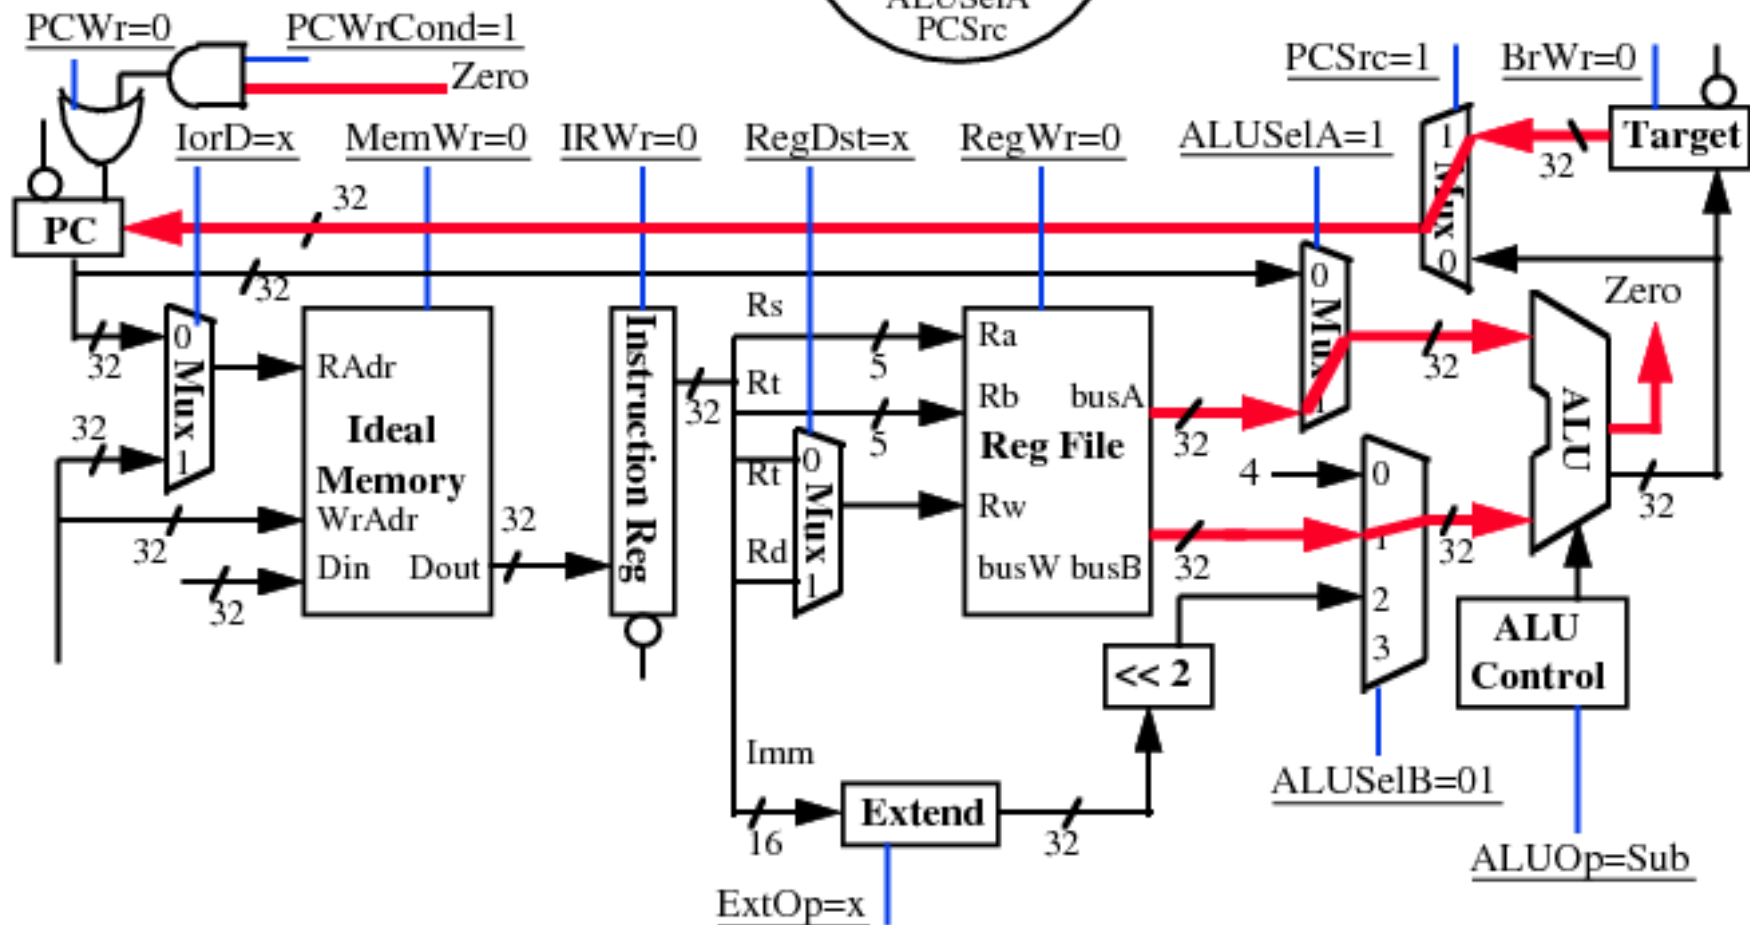 ALUSelA
PCSrc
PCWr=0
PCWrCond=1
Zero
PCSrc=1
BrWr=0
IorD=x
MemWr=0
IRWr=0
RegDst=x
RegWr=0
ALUSelA=1
1
Mux
0
32
Target
32
PC
32
0
Mux
1
32
Zero
0
Mux
1
32
32
RAdr
Ideal
Memory
WrAdr
Din
Dout
32
32
32
Instruction Reg
32
Rs
Rt
Rt
Rd
5
5
0
Mux
1
Ra
Rb
busA
Reg File
Rw
busW
busB
32
32
32
4
0
1
2
3
32
ALU
32
<< 2
ALU
Control
Imm
16
Extend
32
ALUSelB=01
ALUOp=Sub
ExtOp=x